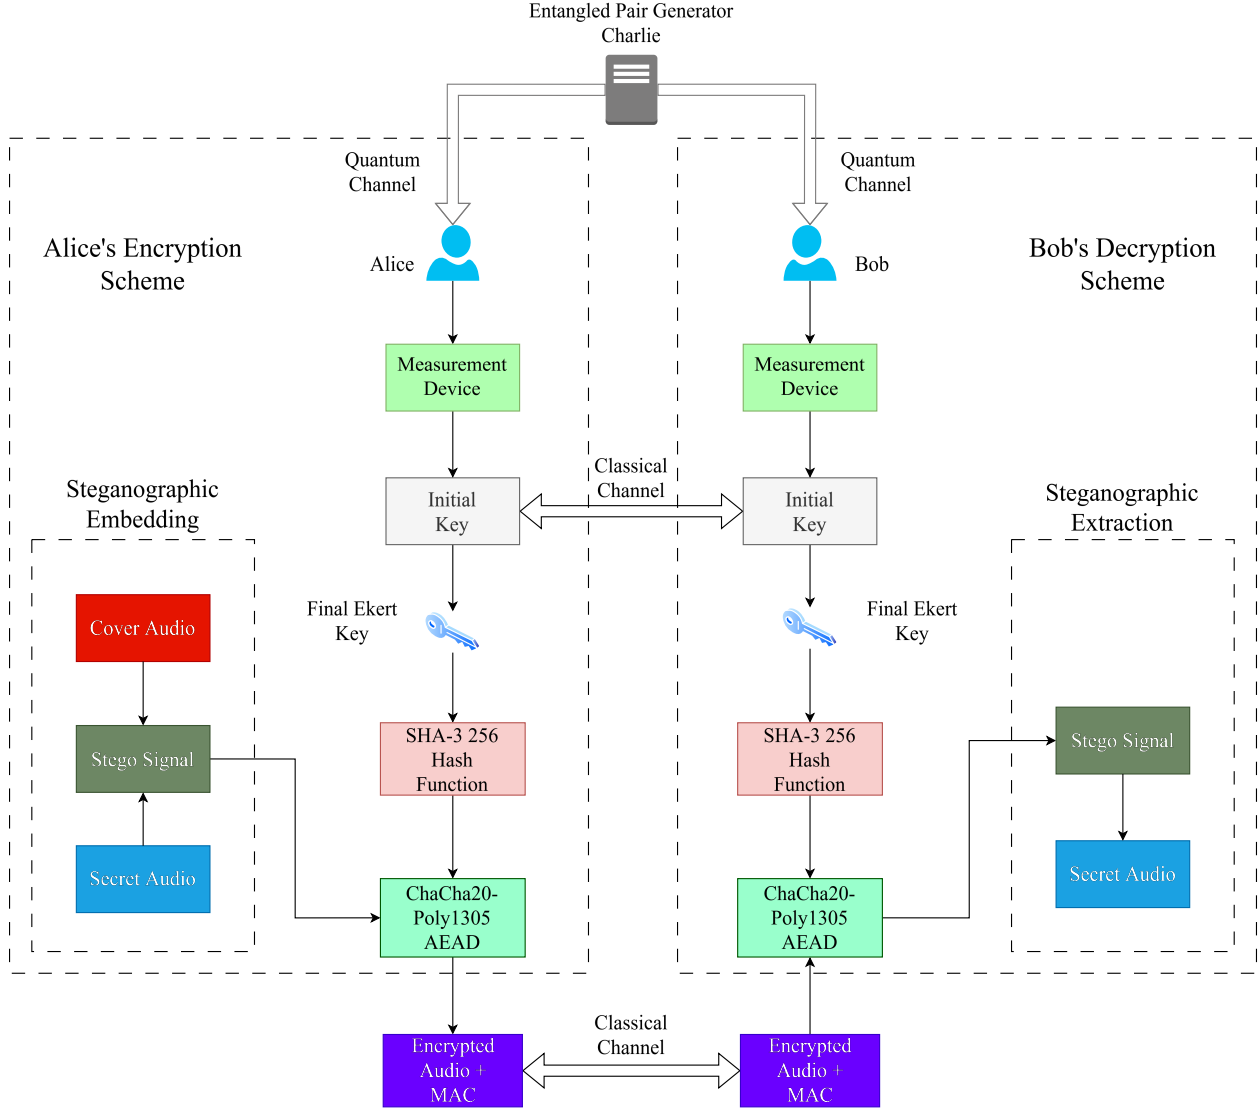 Entangled Pair Generator
Charlie
Quantum
Channel
Quantum
Channel
Alice's Encryption
Scheme
Alice
Bob
Bob's Decryption
Scheme
Measurement
Device
Measurement
Device
Steganographic
Embedding
Initial
Key
Classical
Channel
Initial
Key
Steganographic
Extraction
Cover Audio
Final Ekert
Key
Final Ekert
Key
Stego Signal
SHA-3 256
Hash
Function
SHA-3 256
Hash
Function
Stego Signal
Secret Audio
ChaCha20-
Poly1305
AEAD
ChaCha20-
Poly1305
AEAD
Secret Audio
Encrypted
Audio +
MAC
Classical
Channel
Encrypted
Audio +
MAC